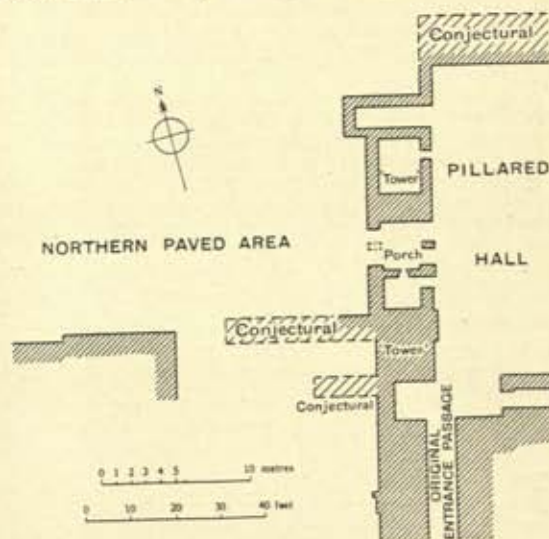 Conjectural
N
'Tower'
PILLARED
NORTHERN PAVED AREA
Porch
HALL
Conjectural
'Tower'
Conjectural
ORIGINAL
ENTRANCE PASSAGE
0 1 2 3 4 5 10 metres
0 10 20 30 40 feet